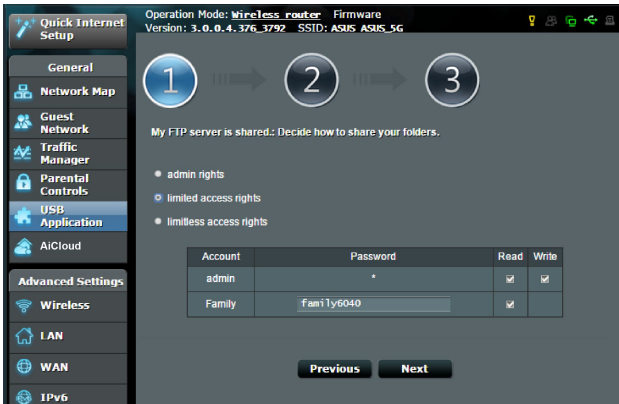 Quick Internet
Setup
Operation Mode: Wireless router Firmware
Version: 3.0.0.4.376_3792 SSID: ASUS ASUS_5G
General
Network Map
Guest
Network
Traffic
Manager
Parental
Controls
USB
Application
AiCloud
Advanced Settings
Wireless
LAN
WAN
IPv6
1
2
3
My FTP server is shared.: Decide how to share your folders.
admin rights
limited access rights
limitless access rights
Account Password Read Write
admin *
Family family6040
Previous Next